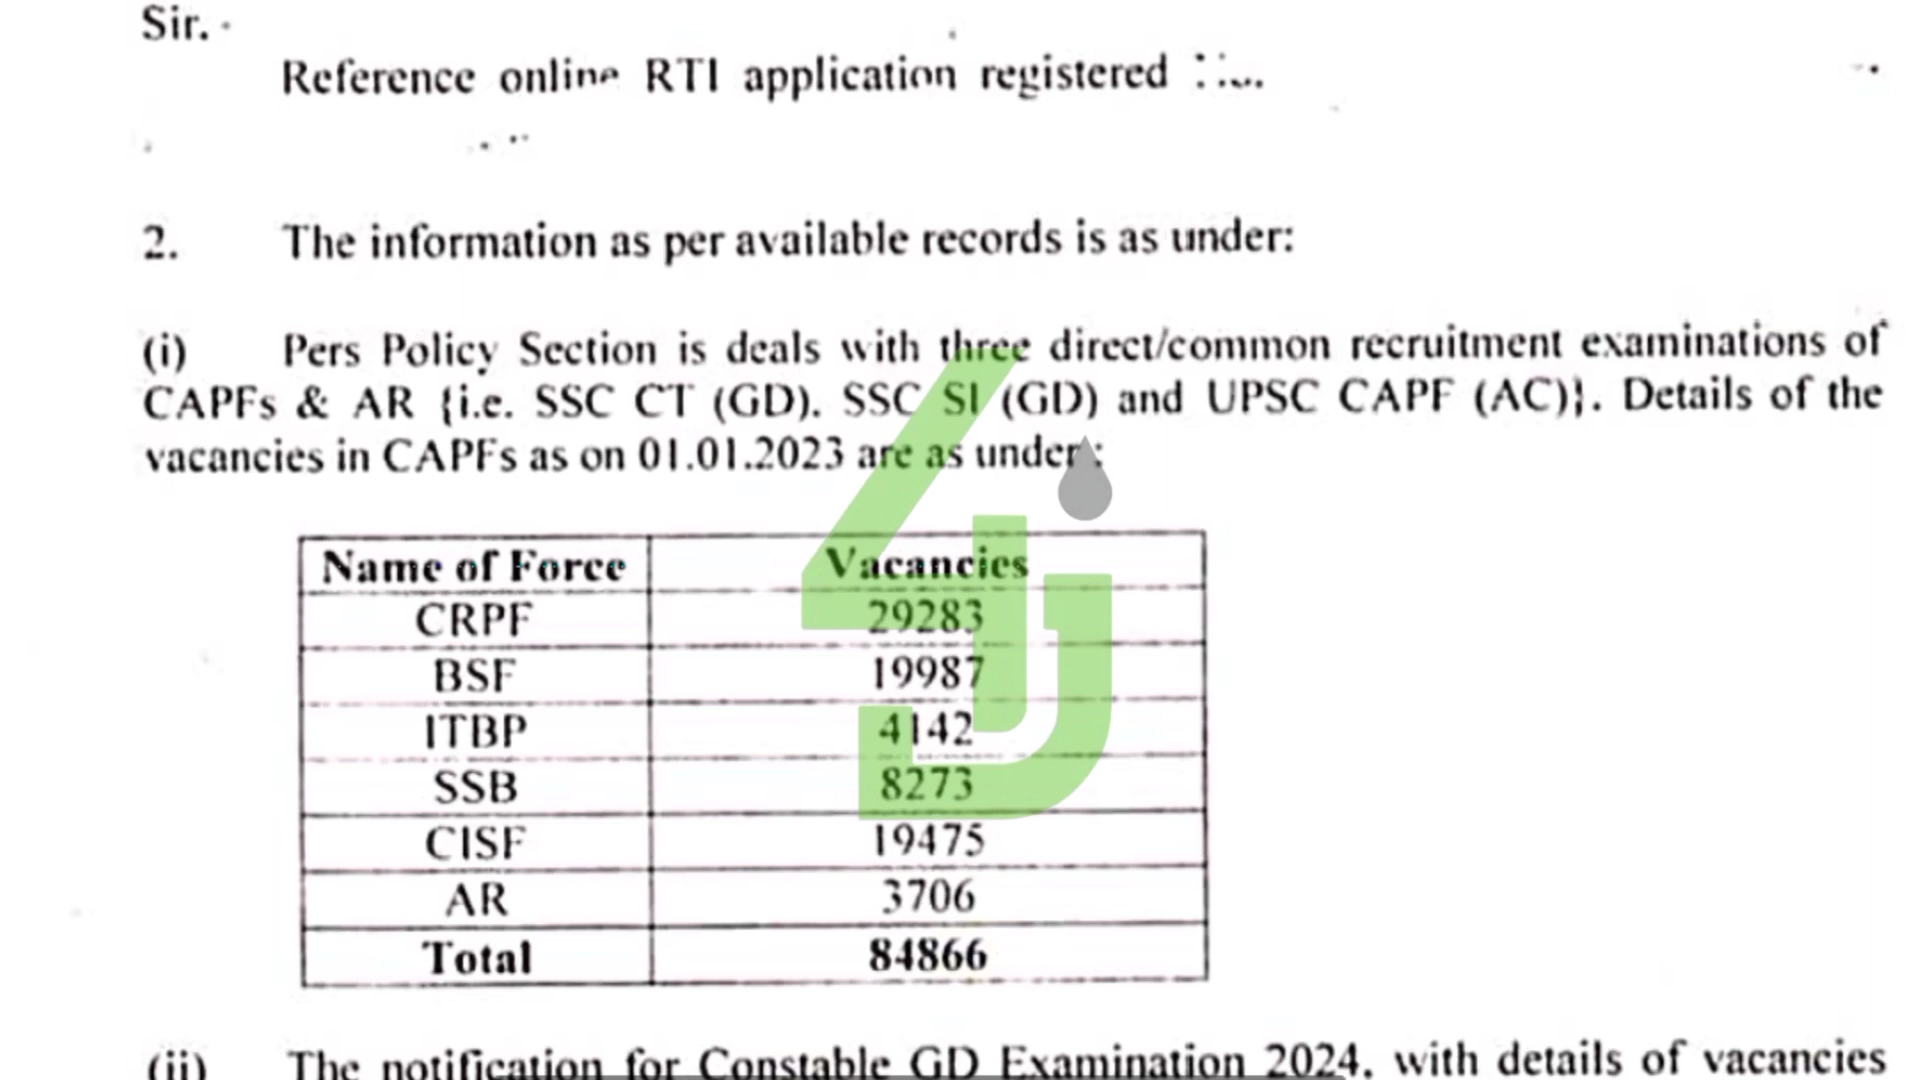 Sir.
Reference online RTI application registered
2. The information as per available records is as under:
(i) Pers Policy Section is deals with three direct/common recruitment examinations of
CAPFs & AR {i.e. SSC CT (GD). SSC SI (GD) and UPSC CAPF (AC)}. Details of the
vacancies in CAPFs as on 01.01.2023 are as under :
Name of Force Vacancies
CRPF 29283
BSF 19987
ITBP 4142
SSB 8273
CISF 19475
AR 3706
Total 84866
(ii) The notification for Constable GD Examination 2024, with details of vacancies